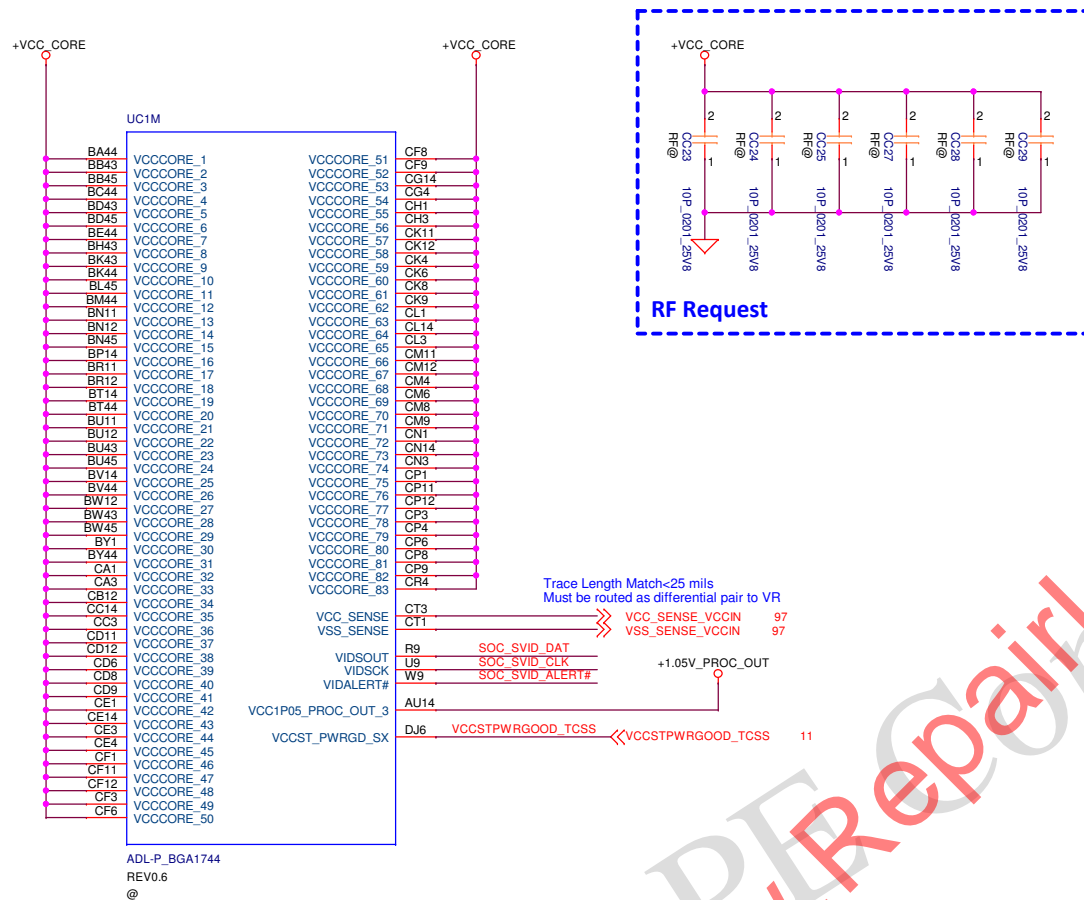 +VCC_CORE
+VCC_CORE
UC1M
BA44 VCCCORE_1 VCCCORE_51 CF8
BB43 VCCCORE_2 VCCCORE_52 CF9
BB45 VCCCORE_3 VCCCORE_53 CG14
BC44 VCCCORE_4 VCCCORE_54 CG4
BD43 VCCCORE_5 VCCCORE_55 CH1
BD45 VCCCORE_6 VCCCORE_56 CH3
BE44 VCCCORE_7 VCCCORE_57 CK11
BH43 VCCCORE_8 VCCCORE_58 CK12
BK43 VCCCORE_9 VCCCORE_59 CK4
BK44 VCCCORE_10 VCCCORE_60 CK6
BL45 VCCCORE_11 VCCCORE_61 CK8
BM44 VCCCORE_12 VCCCORE_62 CK9
BN11 VCCCORE_13 VCCCORE_63 CL1
BN12 VCCCORE_14 VCCCORE_64 CL14
BN45 VCCCORE_15 VCCCORE_65 CL3
BP14 VCCCORE_16 VCCCORE_66 CM11
BR11 VCCCORE_17 VCCCORE_67 CM12
BR12 VCCCORE_18 VCCCORE_68 CM4
BT14 VCCCORE_19 VCCCORE_69 CM6
BT44 VCCCORE_20 VCCCORE_70 CM8
BU11 VCCCORE_21 VCCCORE_71 CM9
BU12 VCCCORE_22 VCCCORE_72 CN1
BU43 VCCCORE_23 VCCCORE_73 CN14
BU45 VCCCORE_24 VCCCORE_74 CN3
BV14 VCCCORE_25 VCCCORE_75 CP1
BV44 VCCCORE_26 VCCCORE_76 CP11
BW12 VCCCORE_27 VCCCORE_77 CP12
BW43 VCCCORE_28 VCCCORE_78 CP3
BW45 VCCCORE_29 VCCCORE_79 CP4
BY1 VCCCORE_30 VCCCORE_80 CP6
BY44 VCCCORE_31 VCCCORE_81 CP8
CA1 VCCCORE_32 VCCCORE_82 CP9
CA3 VCCCORE_33 VCCCORE_83 CR4
CB12 VCCCORE_34
CC14 VCCCORE_35 VCC_SENSE CT3
CC3 VCCCORE_36 VSS_SENSE CT1
CD11 VCCCORE_37
CD12 VCCCORE_38 VIDSOUT R9 SOC_SVID_DAT
CD6 VCCCORE_39 VIDSCK U9 SOC_SVID_CLK
CD8 VCCCORE_40 VIDALERT# W9 SOC_SVID_ALERT#
CD9 VCCCORE_41
CE1 VCCCORE_42 VCC1P05_PROC_OUT_3 AU14
CE14 VCCCORE_43
CE3 VCCCORE_44 VCCST_PWRGD_SX DJ6 VCCSTPWRGOOD_TCSS
CE4 VCCCORE_45
CF1 VCCCORE_46
CF11 VCCCORE_47
CF12 VCCCORE_48
CF3 VCCCORE_49
CF6 VCCCORE_50
ADL-P_BGA1744
REV0.6
@
Trace Length Match<25 mils
Must be routed as differential pair to VR
VCC_SENSE_VCCIN 97
VSS_SENSE_VCCIN 97
+1.05V_PROC_OUT
VCCSTPWRGOOD_TCSS 11
+VCC_CORE
2 2 2 2 2 2
CC23 RF@
CC24 RF@
CC25 RF@
CC27 RF@
CC28 RF@
CC29 RF@
1 1 1 1 1 1
10P_0201_25V8
10P_0201_25V8
10P_0201_25V8
10P_0201_25V8
10P_0201_25V8
10P_0201_25V8
RF Request